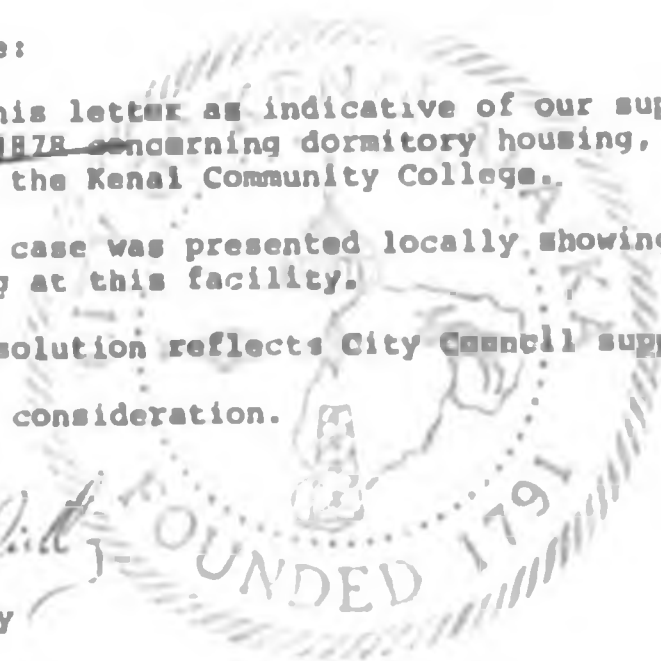 e:
his letter as indicative of our sup
concerning dormitory housing,
the Kenai Community College.
case was presented locally showing
g at this facility.
solution reflects City Council supp
consideration.
y
FOUNDED 1791